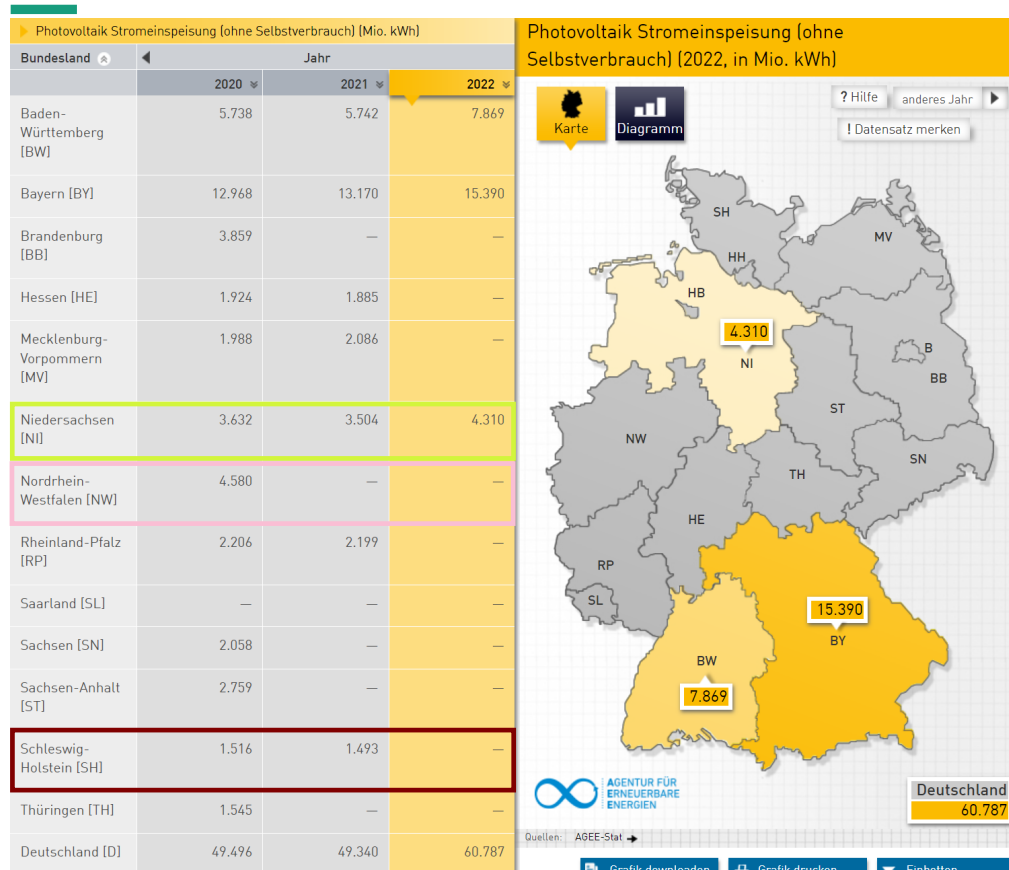 Photovoltaik Stromeinspeisung (ohne Selbstverbrauch) [Mio. kWh]
Bundesland Jahr
2020 2021 2022
Baden-
Württemberg
[BW] 5.738 5.742 7.869
Bayern [BY] 12.968 13.170 15.390
Brandenburg
[BB] 3.859 — —
Hessen [HE] 1.924 1.885 —
Mecklenburg-
Vorpommern
[MV] 1.988 2.086 —
Niedersachsen
[NI] 3.632 3.504 4.310
Nordrhein-
Westfalen [NW] 4.580 — —
Rheinland-Pfalz
[RP] 2.206 2.199 —
Saarland [SL] — — —
Sachsen [SN] 2.058 — —
Sachsen-Anhalt
[ST] 2.759 — —
Schleswig-
Holstein [SH] 1.516 1.493 —
Thüringen [TH] 1.545 — —
Deutschland [D] 49.496 49.340 60.787
Photovoltaik Stromeinspeisung (ohne
Selbstverbrauch) (2022, in Mio. kWh)
Karte
Diagramm
? Hilfe
anderes Jahr
! Datensatz merken
SH
MV
HH
HB
4.310
NI
B
BB
ST
NW
SN
TH
HE
RP
SL
15.390
BY
BW
7.869
AGENTUR FÜR
ERNEUERBARE
ENERGIEN
Deutschland
60.787
Quellen: AGEE-Stat
Grafik downloaden
Grafik drucken
Einbetten